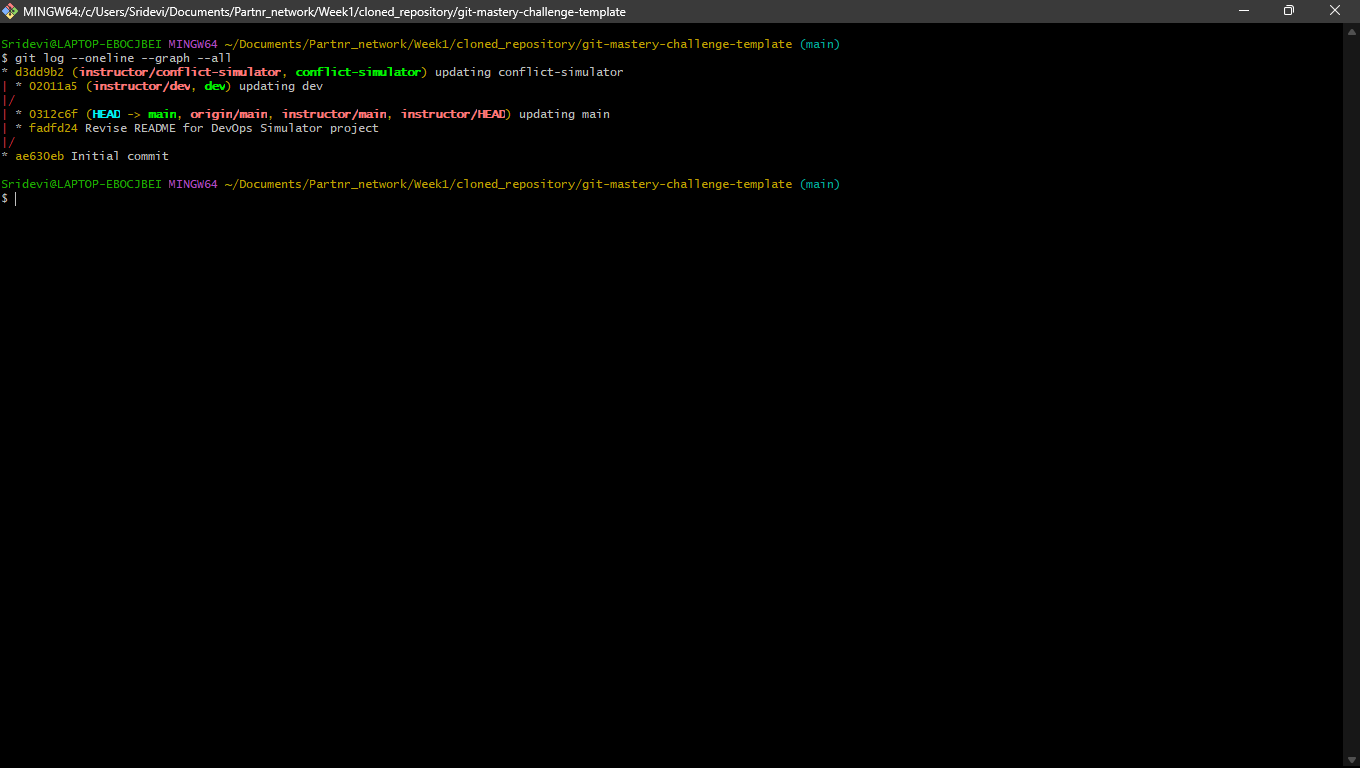 MINGW64:/c/Users/Sridevi/Documents/Partnr_network/Week1/cloned_repository/git-mastery-challenge-template
Sridevi@LAPTOP-EBOCJBEI MINGW64 ~/Documents/Partnr_network/Week1/cloned_repository/git-mastery-challenge-template (main)
$ git log --oneline --graph --all
* d3dd9b2 (instructor/conflict-simulator, conflict-simulator) updating conflict-simulator
| * 02011a5 (instructor/dev, dev) updating dev
|/
| * 0312c6f (HEAD -> main, origin/main, instructor/main, instructor/HEAD) updating main
| * fadfd24 Revise README for DevOps Simulator project
|/
* ae630eb Initial commit
Sridevi@LAPTOP-EBOCJBEI MINGW64 ~/Documents/Partnr_network/Week1/cloned_repository/git-mastery-challenge-template (main)
$